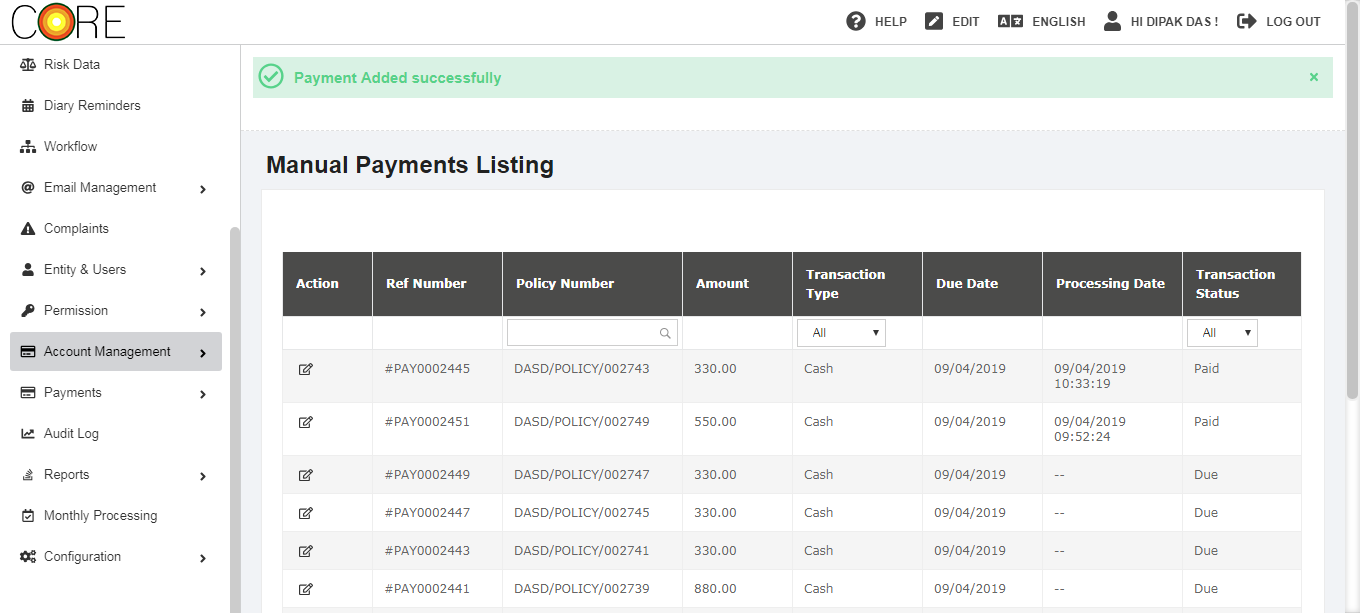 CORE
HELP
EDIT
ENGLISH
HI DIPAK DAS !
LOG OUT
Risk Data
Diary Reminders
Workflow
Email Management
Complaints
Entity & Users
Permission
Account Management
Payments
Audit Log
Reports
Monthly Processing
Configuration
Payment Added successfully
×
Manual Payments Listing
Action Ref Number Policy Number Amount Transaction Type Due Date Processing Date Transaction Status
All All
#PAY0002445 DASD/POLICY/002743 330.00 Cash 09/04/2019 09/04/2019 10:33:19 Paid
#PAY0002451 DASD/POLICY/002749 550.00 Cash 09/04/2019 09/04/2019 09:52:24 Paid
#PAY0002449 DASD/POLICY/002747 330.00 Cash 09/04/2019 -- Due
#PAY0002447 DASD/POLICY/002745 330.00 Cash 09/04/2019 -- Due
#PAY0002443 DASD/POLICY/002741 330.00 Cash 09/04/2019 -- Due
#PAY0002441 DASD/POLICY/002739 880.00 Cash 09/04/2019 -- Due